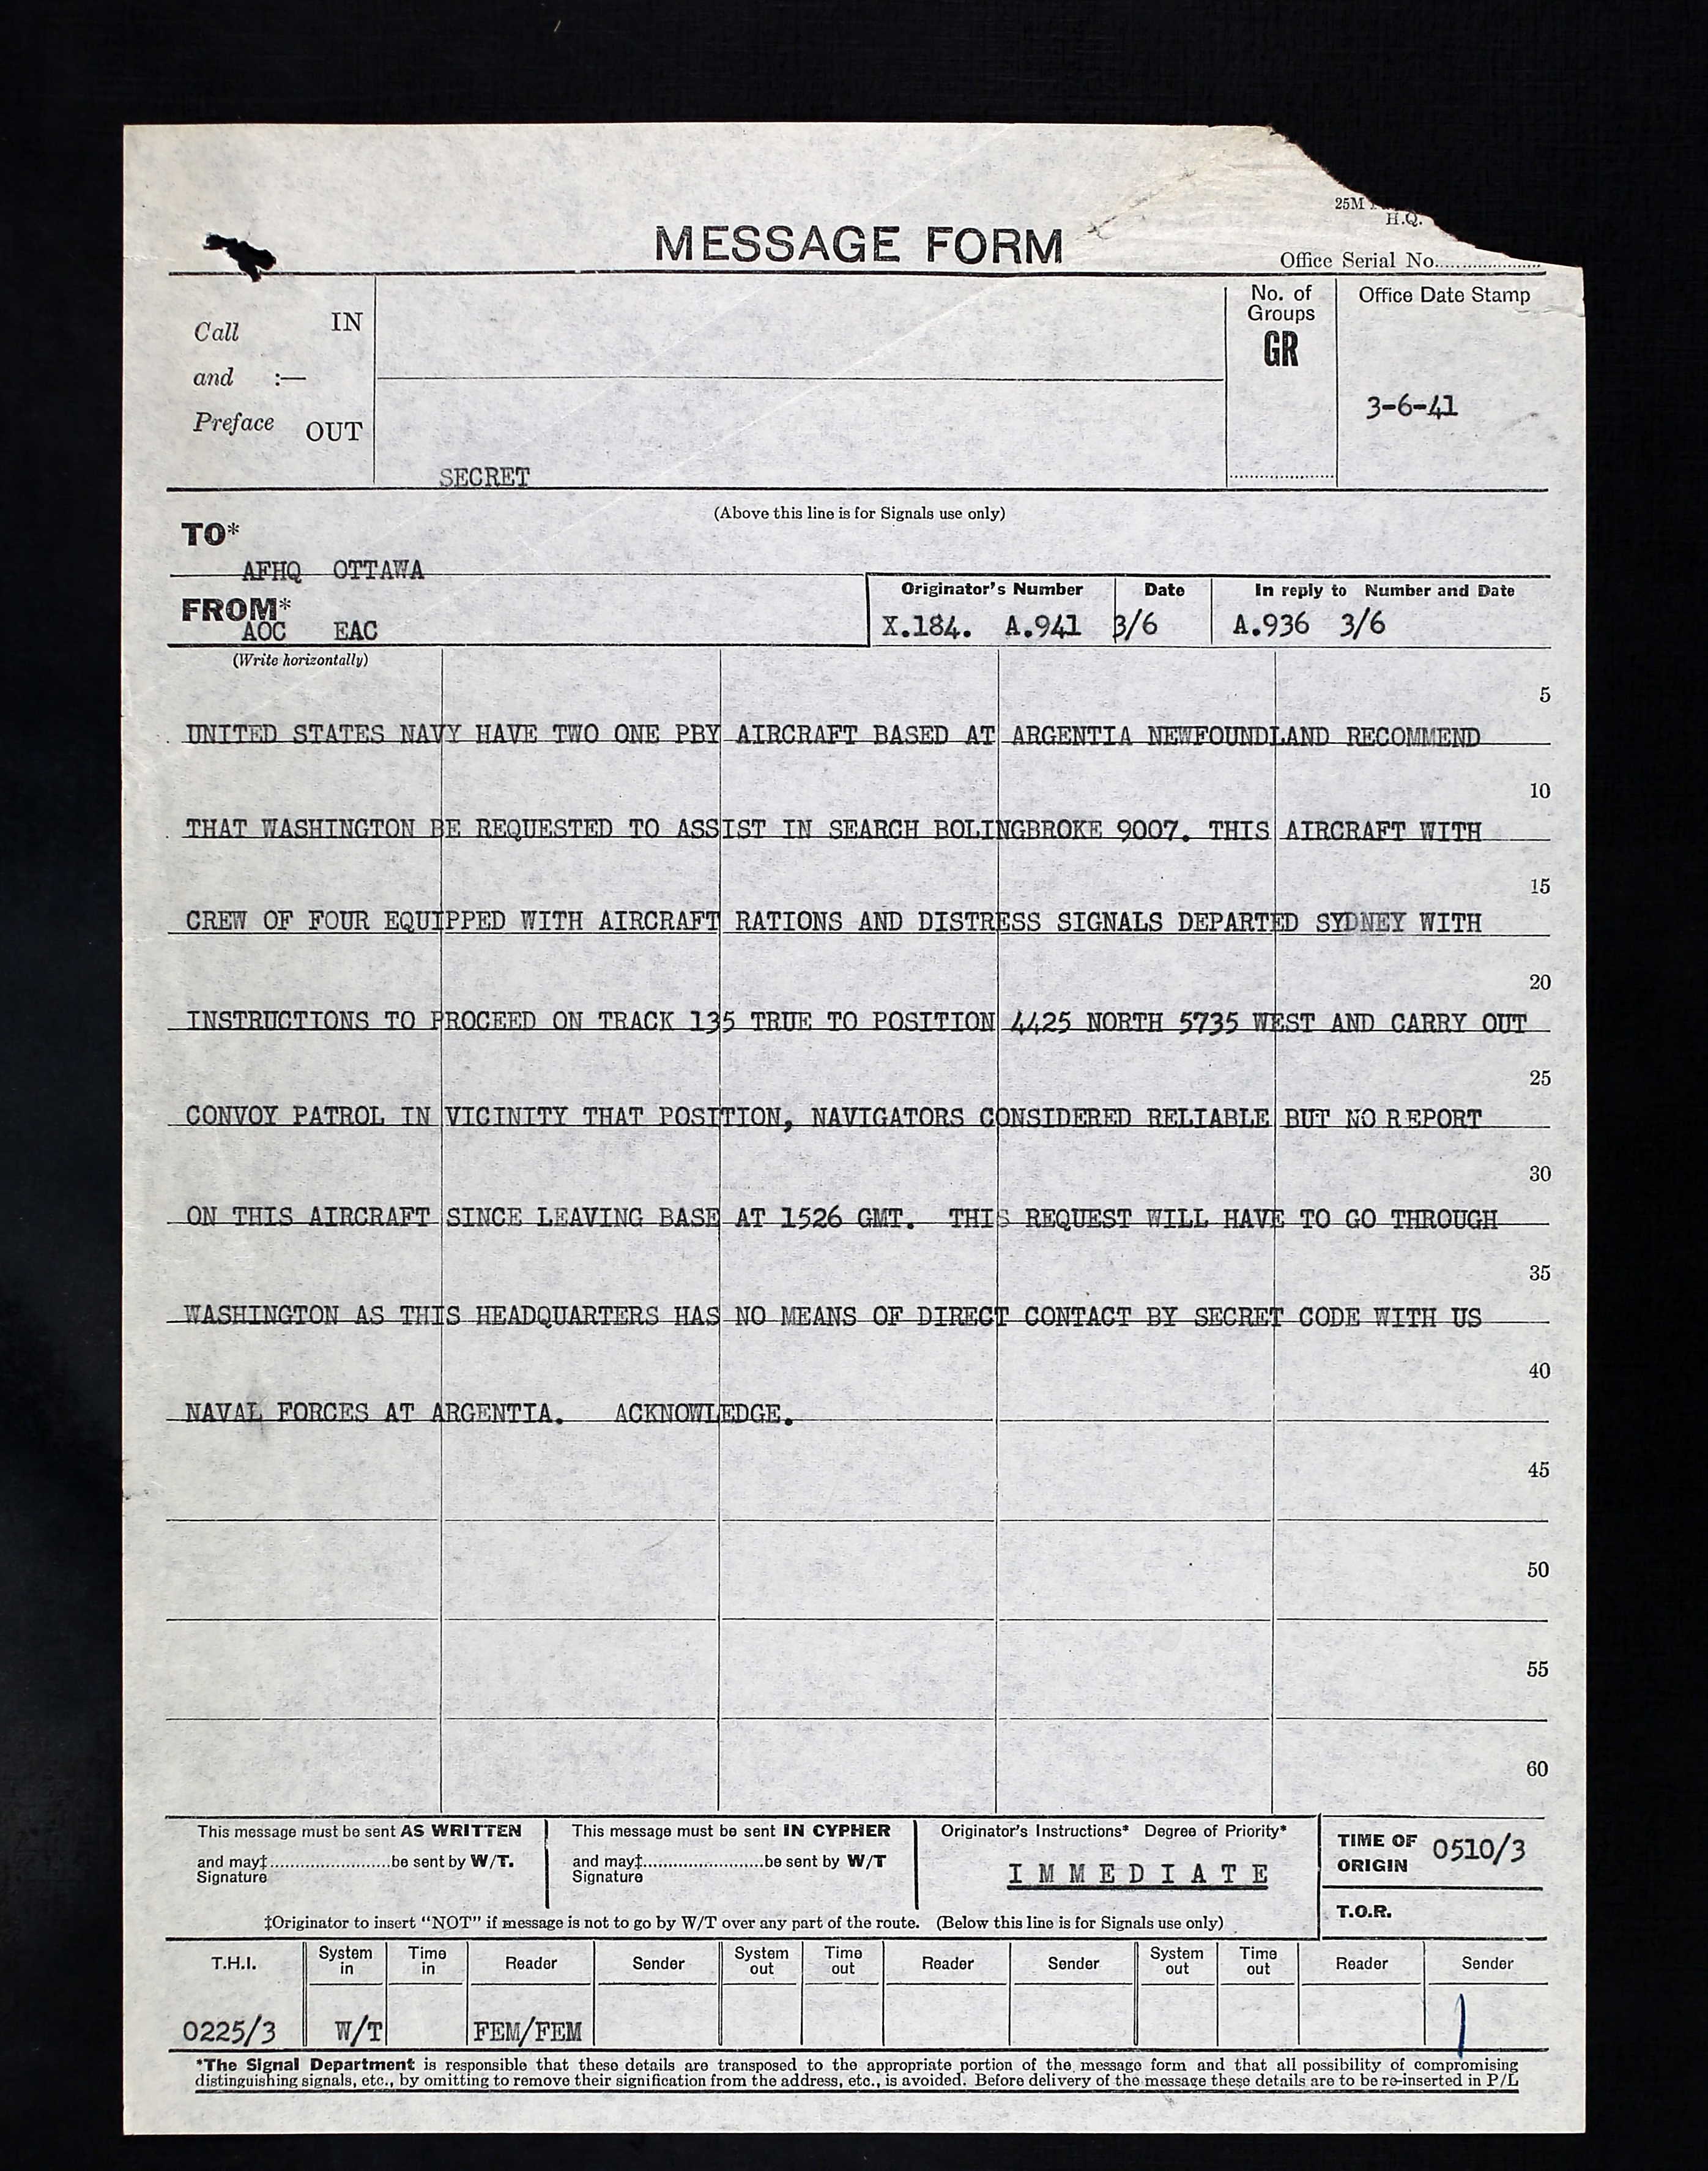 25M
H.Q.
MESSAGE FORM
Office Serial No.....................
Call
and :—
Preface
IN
OUT
No. of
Groups
GR
Office Date Stamp
3-6-41
SECRET
(Above this line is for Signals use only)
TO*
AFHQ OTTAWA
FROM*
AOC EAC
Originator's Number
Date
In reply to Number and Date
X.184. A.941
3/6
A.936 3/6
(Write horizontally)
5
UNITED STATES NAVY HAVE TWO ONE PBY AIRCRAFT BASED AT ARGENTIA NEWFOUNDLAND RECOMMEND
10
THAT WASHINGTON BE REQUESTED TO ASSIST IN SEARCH BOLINGBROKE 9007. THIS AIRCRAFT WITH
15
CREW OF FOUR EQUIPPED WITH AIRCRAFT RATIONS AND DISTRESS SIGNALS DEPARTED SYDNEY WITH
20
INSTRUCTIONS TO PROCEED ON TRACK 135 TRUE TO POSITION 4425 NORTH 5735 WEST AND CARRY OUT
25
CONVOY PATROL IN VICINITY THAT POSITION, NAVIGATORS CONSIDERED RELIABLE BUT NO REPORT
30
ON THIS AIRCRAFT SINCE LEAVING BASE AT 1526 GMT. THIS REQUEST WILL HAVE TO GO THROUGH
35
WASHINGTON AS THIS HEADQUARTERS HAS NO MEANS OF DIRECT CONTACT BY SECRET CODE WITH US
40
NAVAL FORCES AT ARGENTIA. ACKNOWLEDGE.
45
50
55
60
This message must be sent AS WRITTEN
and may‡........................be sent by W/T.
Signature
This message must be sent IN CYPHER
and may‡........................be sent by W/T
Signature
Originator's Instructions* Degree of Priority*
I M M E D I A T E
TIME OF
ORIGIN
0510/3
T.O.R.
‡Originator to insert "NOT" if message is not to go by W/T over any part of the route. (Below this line is for Signals use only)
T.H.I.
System in
Time in
Reader
Sender
System out
Time out
Reader
Sender
System out
Time out
Reader
Sender
0225/3 W/T FEM/FEM
*The Signal Department is responsible that these details are transposed to the appropriate portion of the message form and that all possibility of compromising
distinguishing signals, etc., by omitting to remove their signification from the address, etc., is avoided. Before delivery of the message these details are to be re-inserted in P/L